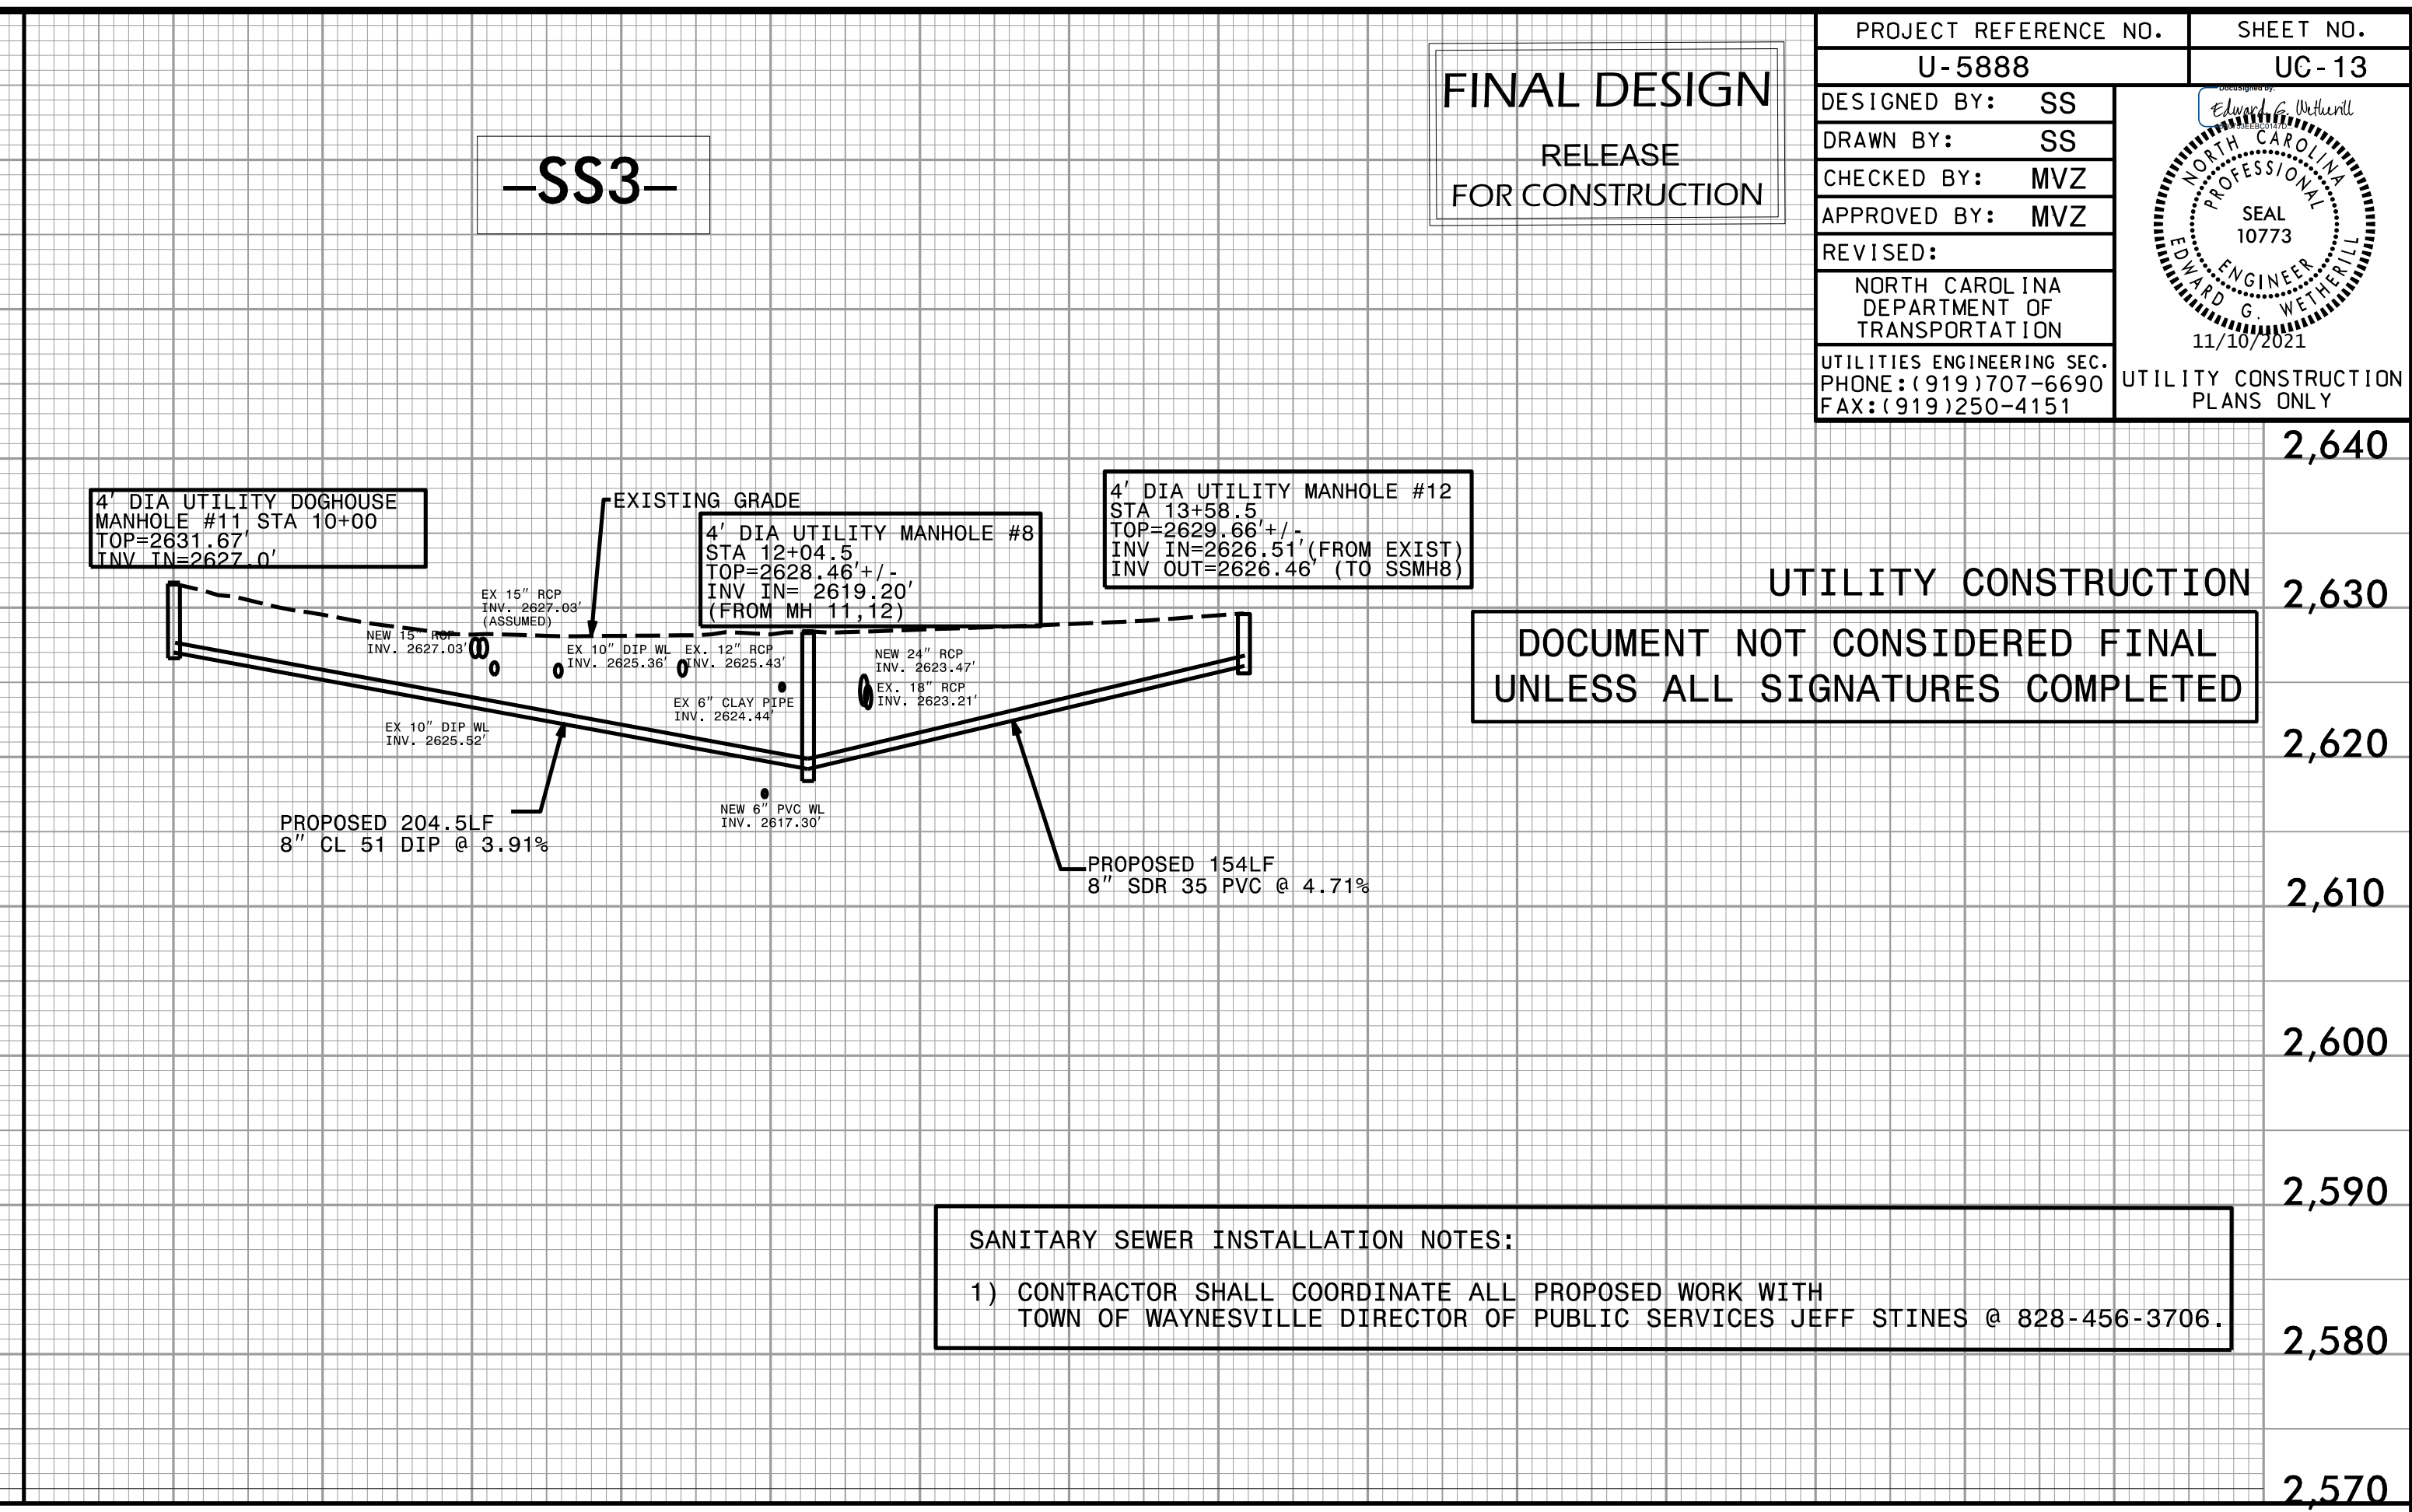 PROJECT REFERENCE NO.
SHEET NO.
U-5888
UC-13
DESIGNED BY: SS
DRAWN BY: SS
CHECKED BY: MVZ
APPROVED BY: MVZ
REVISED:
NORTH CAROLINA
DEPARTMENT OF
TRANSPORTATION
UTILITIES ENGINEERING SEC.
PHONE:(919)707-6690
FAX:(919)250-4151
DocuSigned by:
Edward G. Wetherill
NORTH CAROLINA
PROFESSIONAL
SEAL
10773
ENGINEER
EDWARD G. WETHERILL
11/10/2021
UTILITY CONSTRUCTION
PLANS ONLY
FINAL DESIGN
RELEASE
FOR CONSTRUCTION
-SS3-
4' DIA UTILITY DOGHOUSE
MANHOLE #11 STA 10+00
TOP=2631.67'
INV IN=2627.0'
EXISTING GRADE
4' DIA UTILITY MANHOLE #8
STA 12+04.5
TOP=2628.46'+/-
INV IN= 2619.20'
(FROM MH 11,12)
4' DIA UTILITY MANHOLE #12
STA 13+58.5
TOP=2629.66'+/-
INV IN=2626.51'(FROM EXIST)
INV OUT=2626.46' (TO SSMH8)
EX 15" RCP
INV. 2627.03'
(ASSUMED)
NEW 15" RCP
INV. 2627.03'
EX 10" DIP WL
INV. 2625.36'
EX. 12" RCP
INV. 2625.43'
NEW 24" RCP
INV. 2623.47'
EX. 18" RCP
INV. 2623.21'
EX 6" CLAY PIPE
INV. 2624.44'
EX 10" DIP WL
INV. 2625.52'
NEW 6" PVC WL
INV. 2617.30'
PROPOSED 204.5LF
8" CL 51 DIP @ 3.91%
PROPOSED 154LF
8" SDR 35 PVC @ 4.71%
UTILITY CONSTRUCTION
DOCUMENT NOT CONSIDERED FINAL
UNLESS ALL SIGNATURES COMPLETED
2,640
2,630
2,620
2,610
2,600
2,590
2,580
2,570
SANITARY SEWER INSTALLATION NOTES:
1) CONTRACTOR SHALL COORDINATE ALL PROPOSED WORK WITH
TOWN OF WAYNESVILLE DIRECTOR OF PUBLIC SERVICES JEFF STINES @ 828-456-3706.